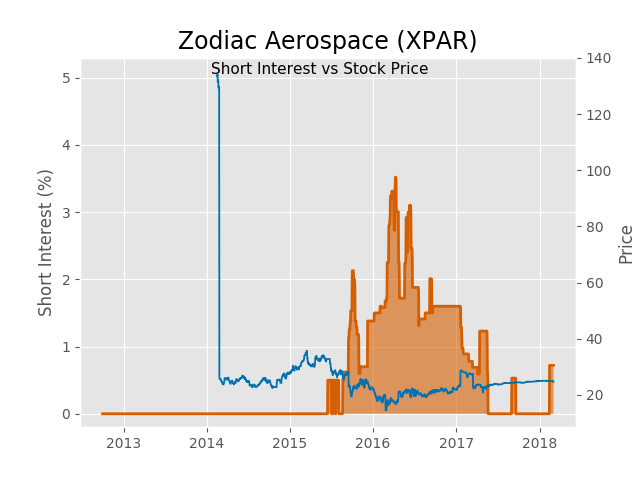 Zodiac Aerospace (XPAR)
Short Interest vs Stock Price
Short Interest (%)
5
4
3
2
1
0
140
120
100
80
60
40
20
Price
2013 2014 2015 2016 2017 2018